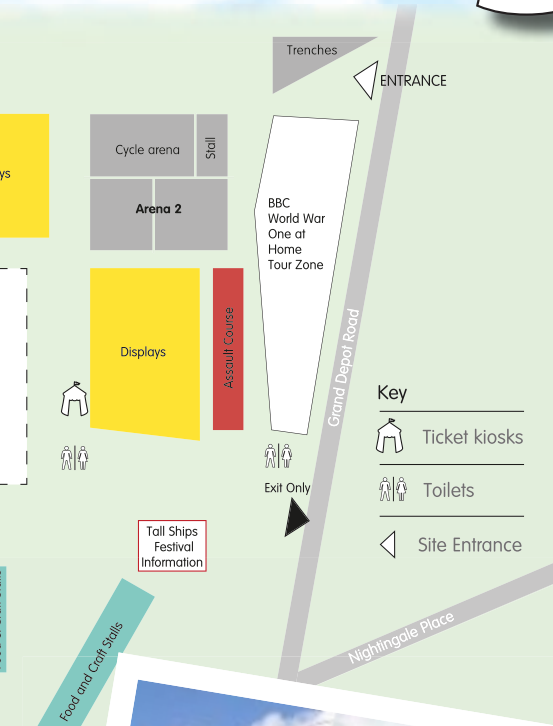 Trenches
ENTRANCE
Cycle arena
Stall
ys
Arena 2
BBC
World War
One at
Home
Tour Zone
Displays
Assault Course
Grand Depot Road
Key
Ticket kiosks
Toilets
Exit Only
Site Entrance
Tall Ships
Festival
Information
Nightingale Place
Food and Craft Stalls